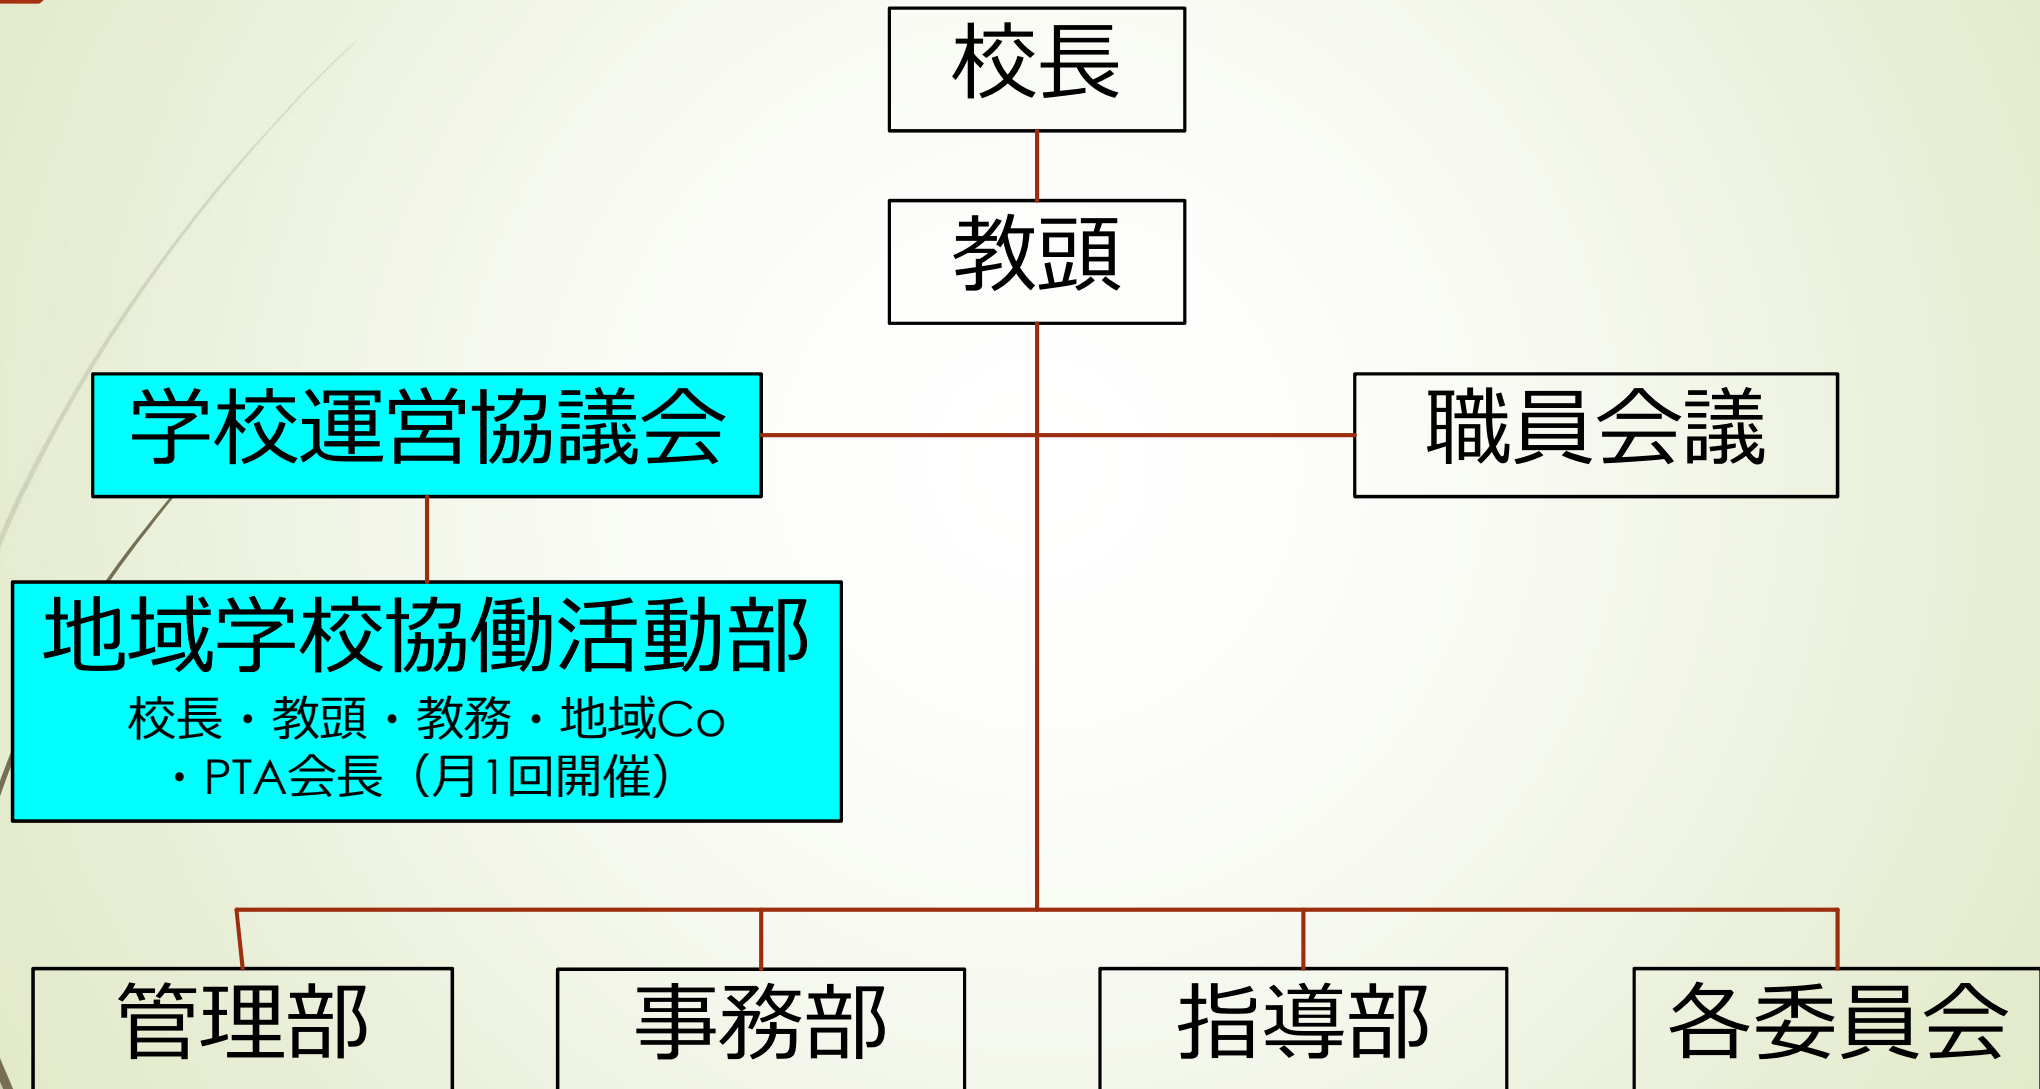 校長
教頭
学校運営協議会
職員会議
地域学校協働活動部
校長・教頭・教務・地域Co
・PTA会長（月1回開催）
管理部
事務部
指導部
各委員会